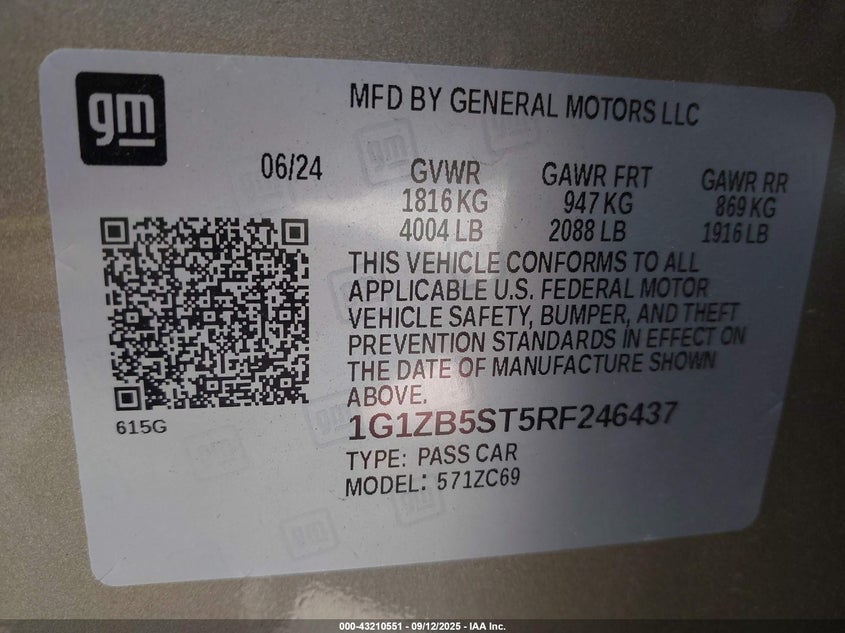 gm
MFD BY GENERAL MOTORS LLC
06/24
GVWR GAWR FRT GAWR RR
1816 KG 947 KG 869 KG
4004 LB 2088 LB 1916 LB
THIS VEHICLE CONFORMS TO ALL
APPLICABLE U.S. FEDERAL MOTOR
VEHICLE SAFETY, BUMPER, AND THEFT
PREVENTION STANDARDS IN EFFECT ON
THE DATE OF MANUFACTURE SHOWN
ABOVE.
615G
1G1ZB5ST5RF246437
TYPE: PASS CAR
MODEL: 571ZC69
000-43210551 - 09/12/2025 - IAA Inc.